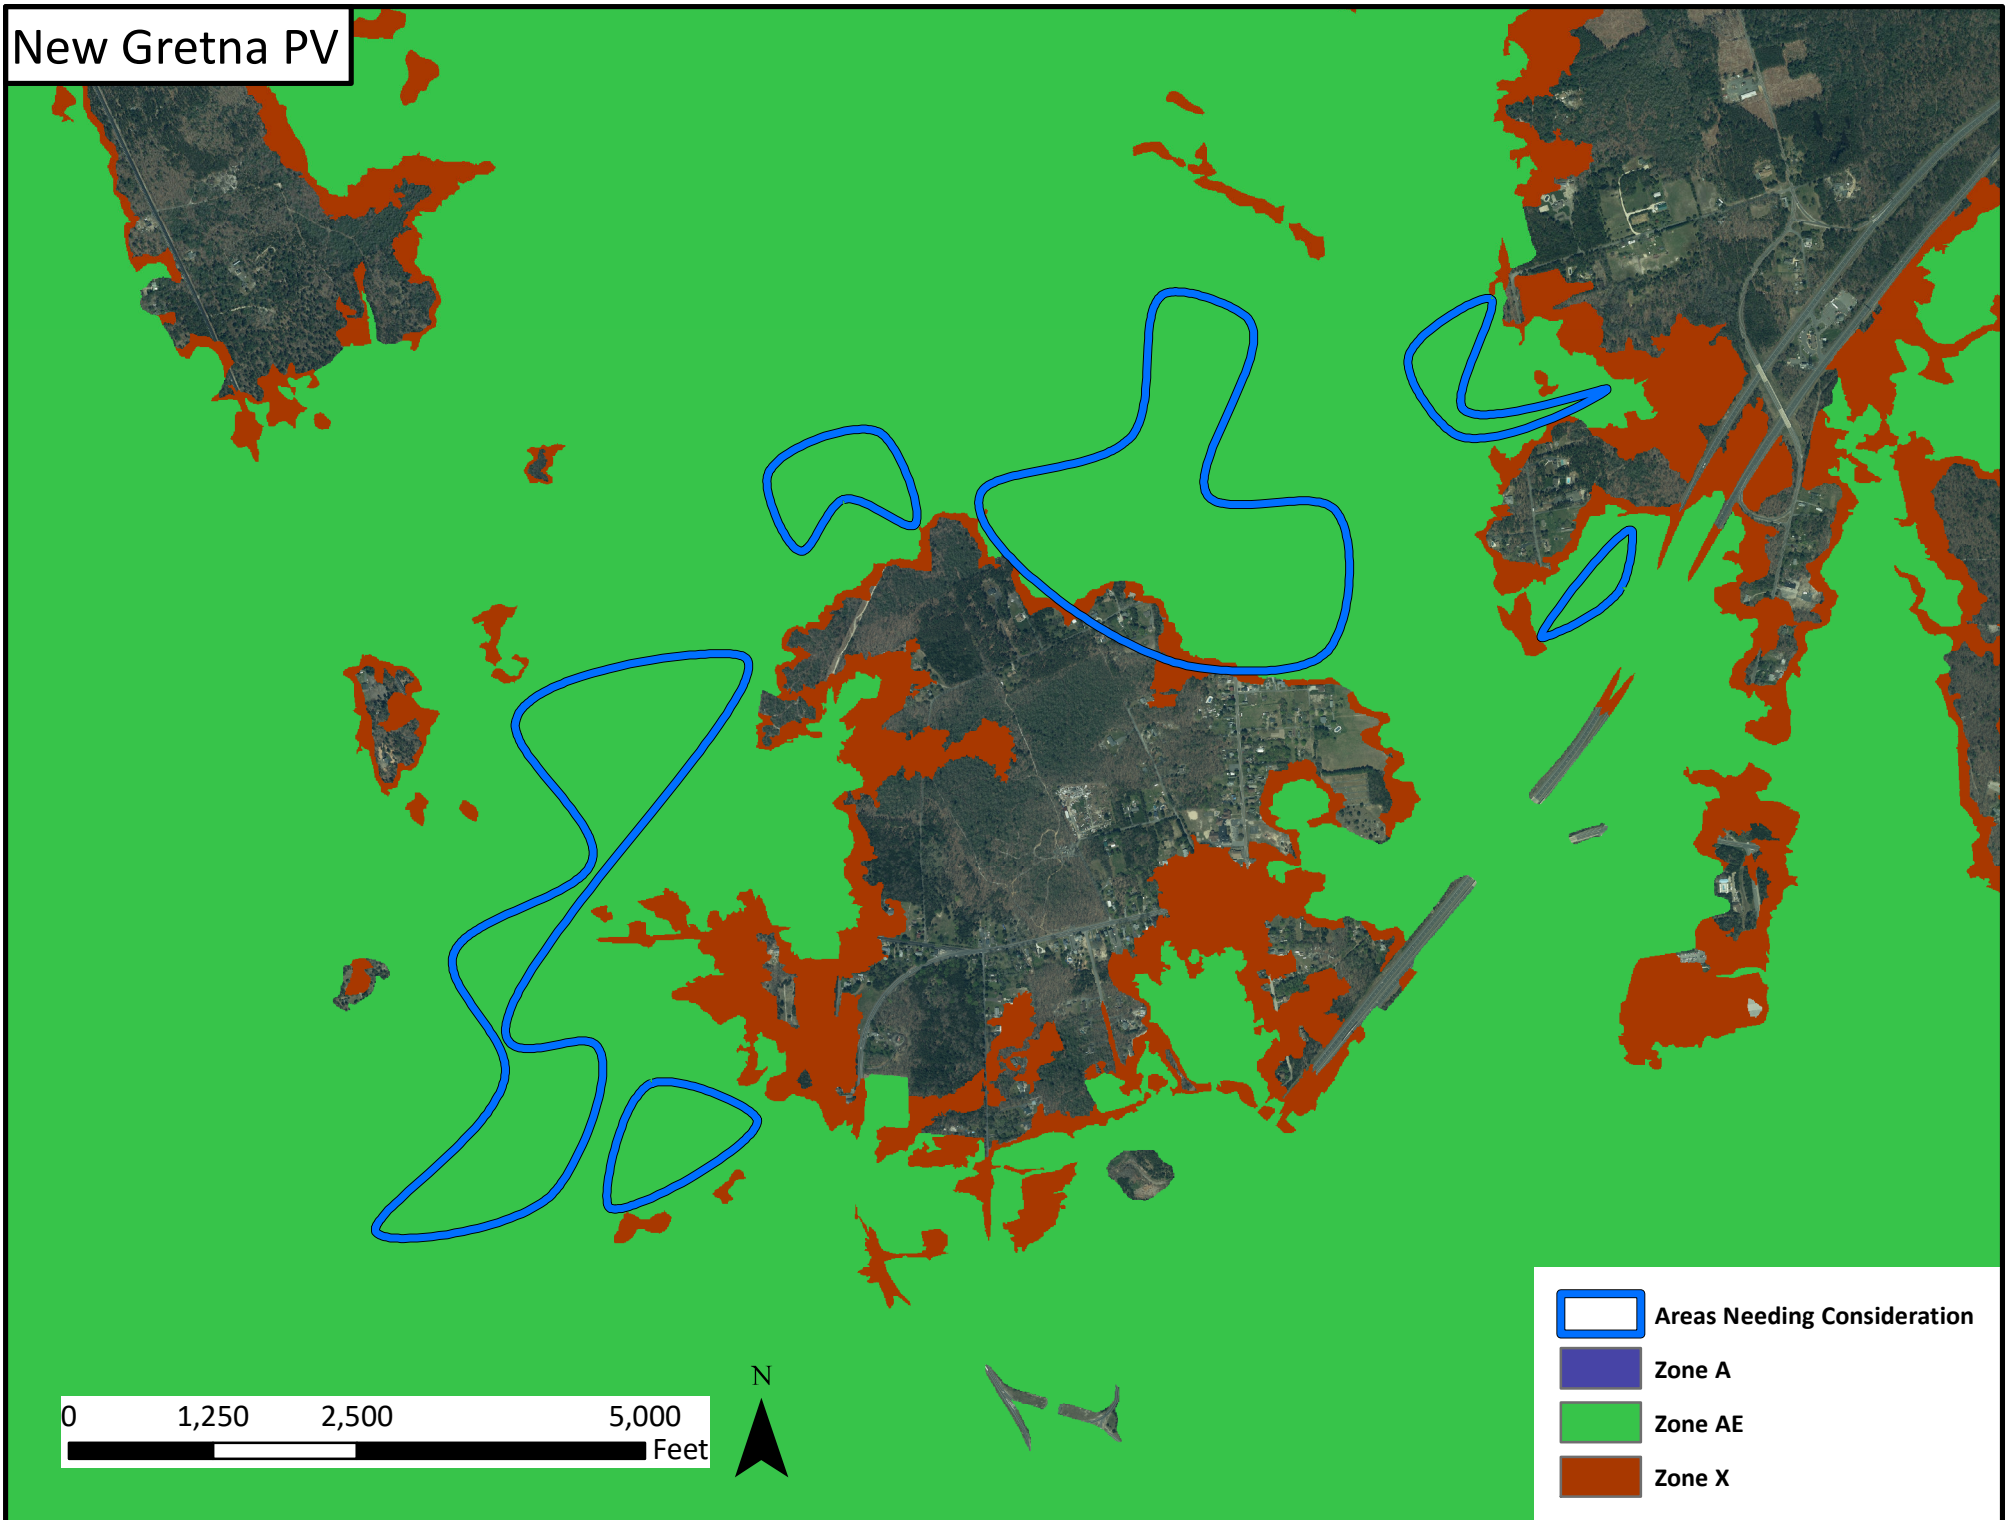 New Gretna PV
Areas Needing Consideration
Zone A
Zone AE
Zone X
N
0 1,250 2,500 5,000
Feet